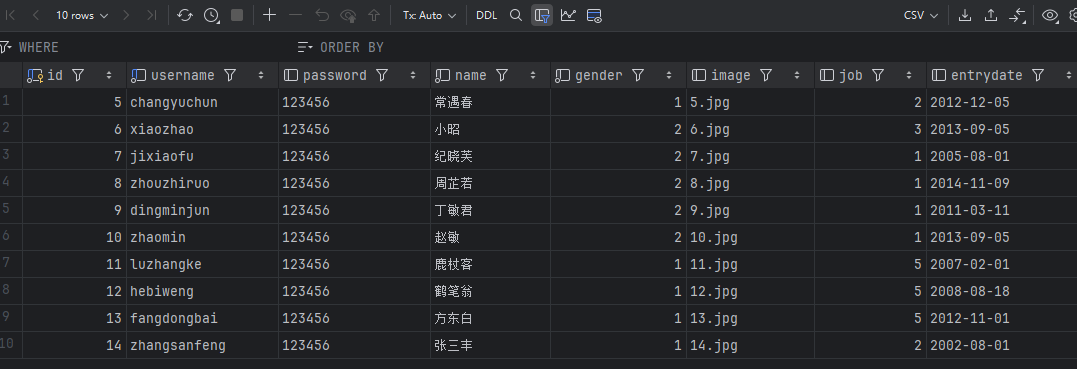 10 rows Tx: Auto DDL CSV
WHERE ORDER BY
id username password name gender image job entrydate
1 5 changyuchun 123456 常遇春 1 5.jpg 2 2012-12-05
2 6 xiaozhao 123456 小昭 2 6.jpg 3 2013-09-05
3 7 jixiaofu 123456 纪晓芙 2 7.jpg 1 2005-08-01
4 8 zhouzhiruo 123456 周芷若 2 8.jpg 1 2014-11-09
5 9 dingminjun 123456 丁敏君 2 9.jpg 1 2011-03-11
6 10 zhaomin 123456 赵敏 2 10.jpg 1 2013-09-05
7 11 luzhangke 123456 鹿杖客 1 11.jpg 5 2007-02-01
8 12 hebiweng 123456 鹤笔翁 1 12.jpg 5 2008-08-18
9 13 fangdongbai 123456 方东白 1 13.jpg 5 2012-11-01
10 14 zhangsanfeng 123456 张三丰 1 14.jpg 2 2002-08-01